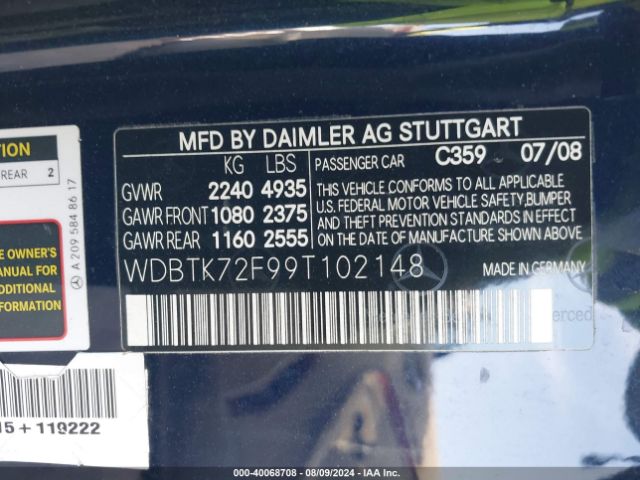 TION
REAR 2
A 209 584 86 17
E OWNER'S
MANUAL FOR
15 + 119222
MFD BY DAIMLER AG STUTTGART
KG LBS
GVWR 2240 4935
GAWR FRONT 1080 2375
GAWR REAR 1160 2555
PASSENGER CAR C359 07/08
THIS VEHICLE CONFORMS TO ALL APPLICABLE
U.S. FEDERAL MOTOR VEHICLE SAFETY,BUMPER
AND THEFT PREVENTION STANDARDS IN EFFECT
ON THE DATE OF MANUFACTURE SHOWN ABOVE
WDBTK72F99T102148
MADE IN GERMANY
000-40068708 - 08/09/2024 - IAA Inc.